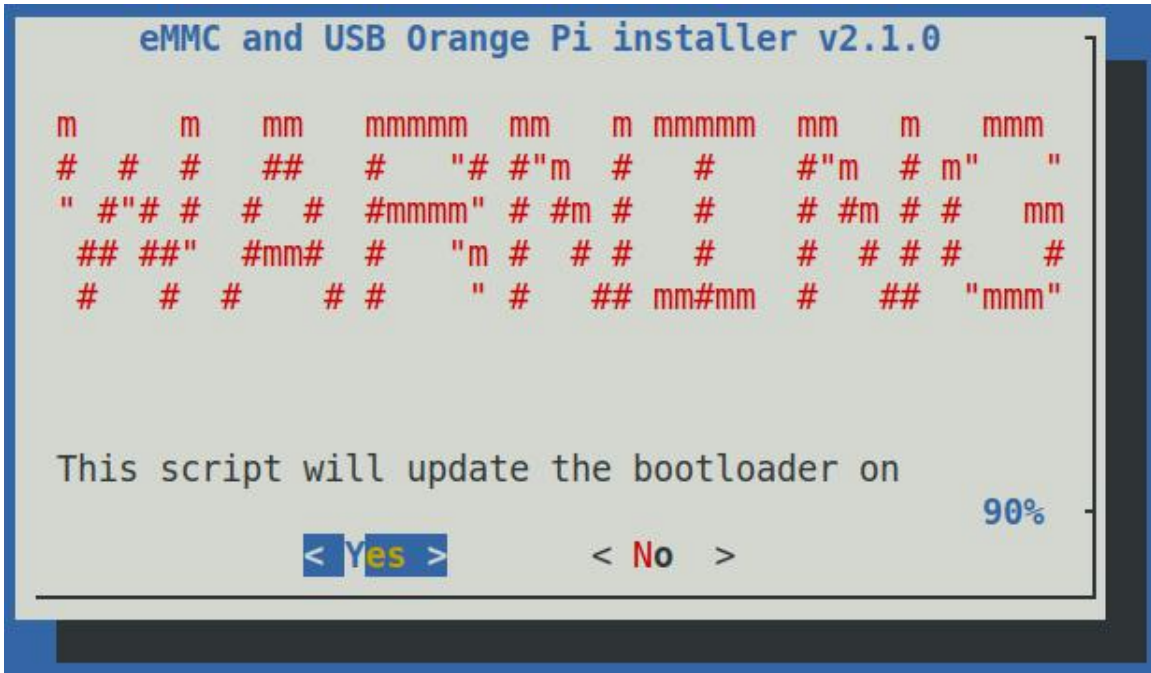 eMMC and USB Orange Pi installer v2.1.0
WARNING
This script will update the bootloader on
90%
< Yes > < No >